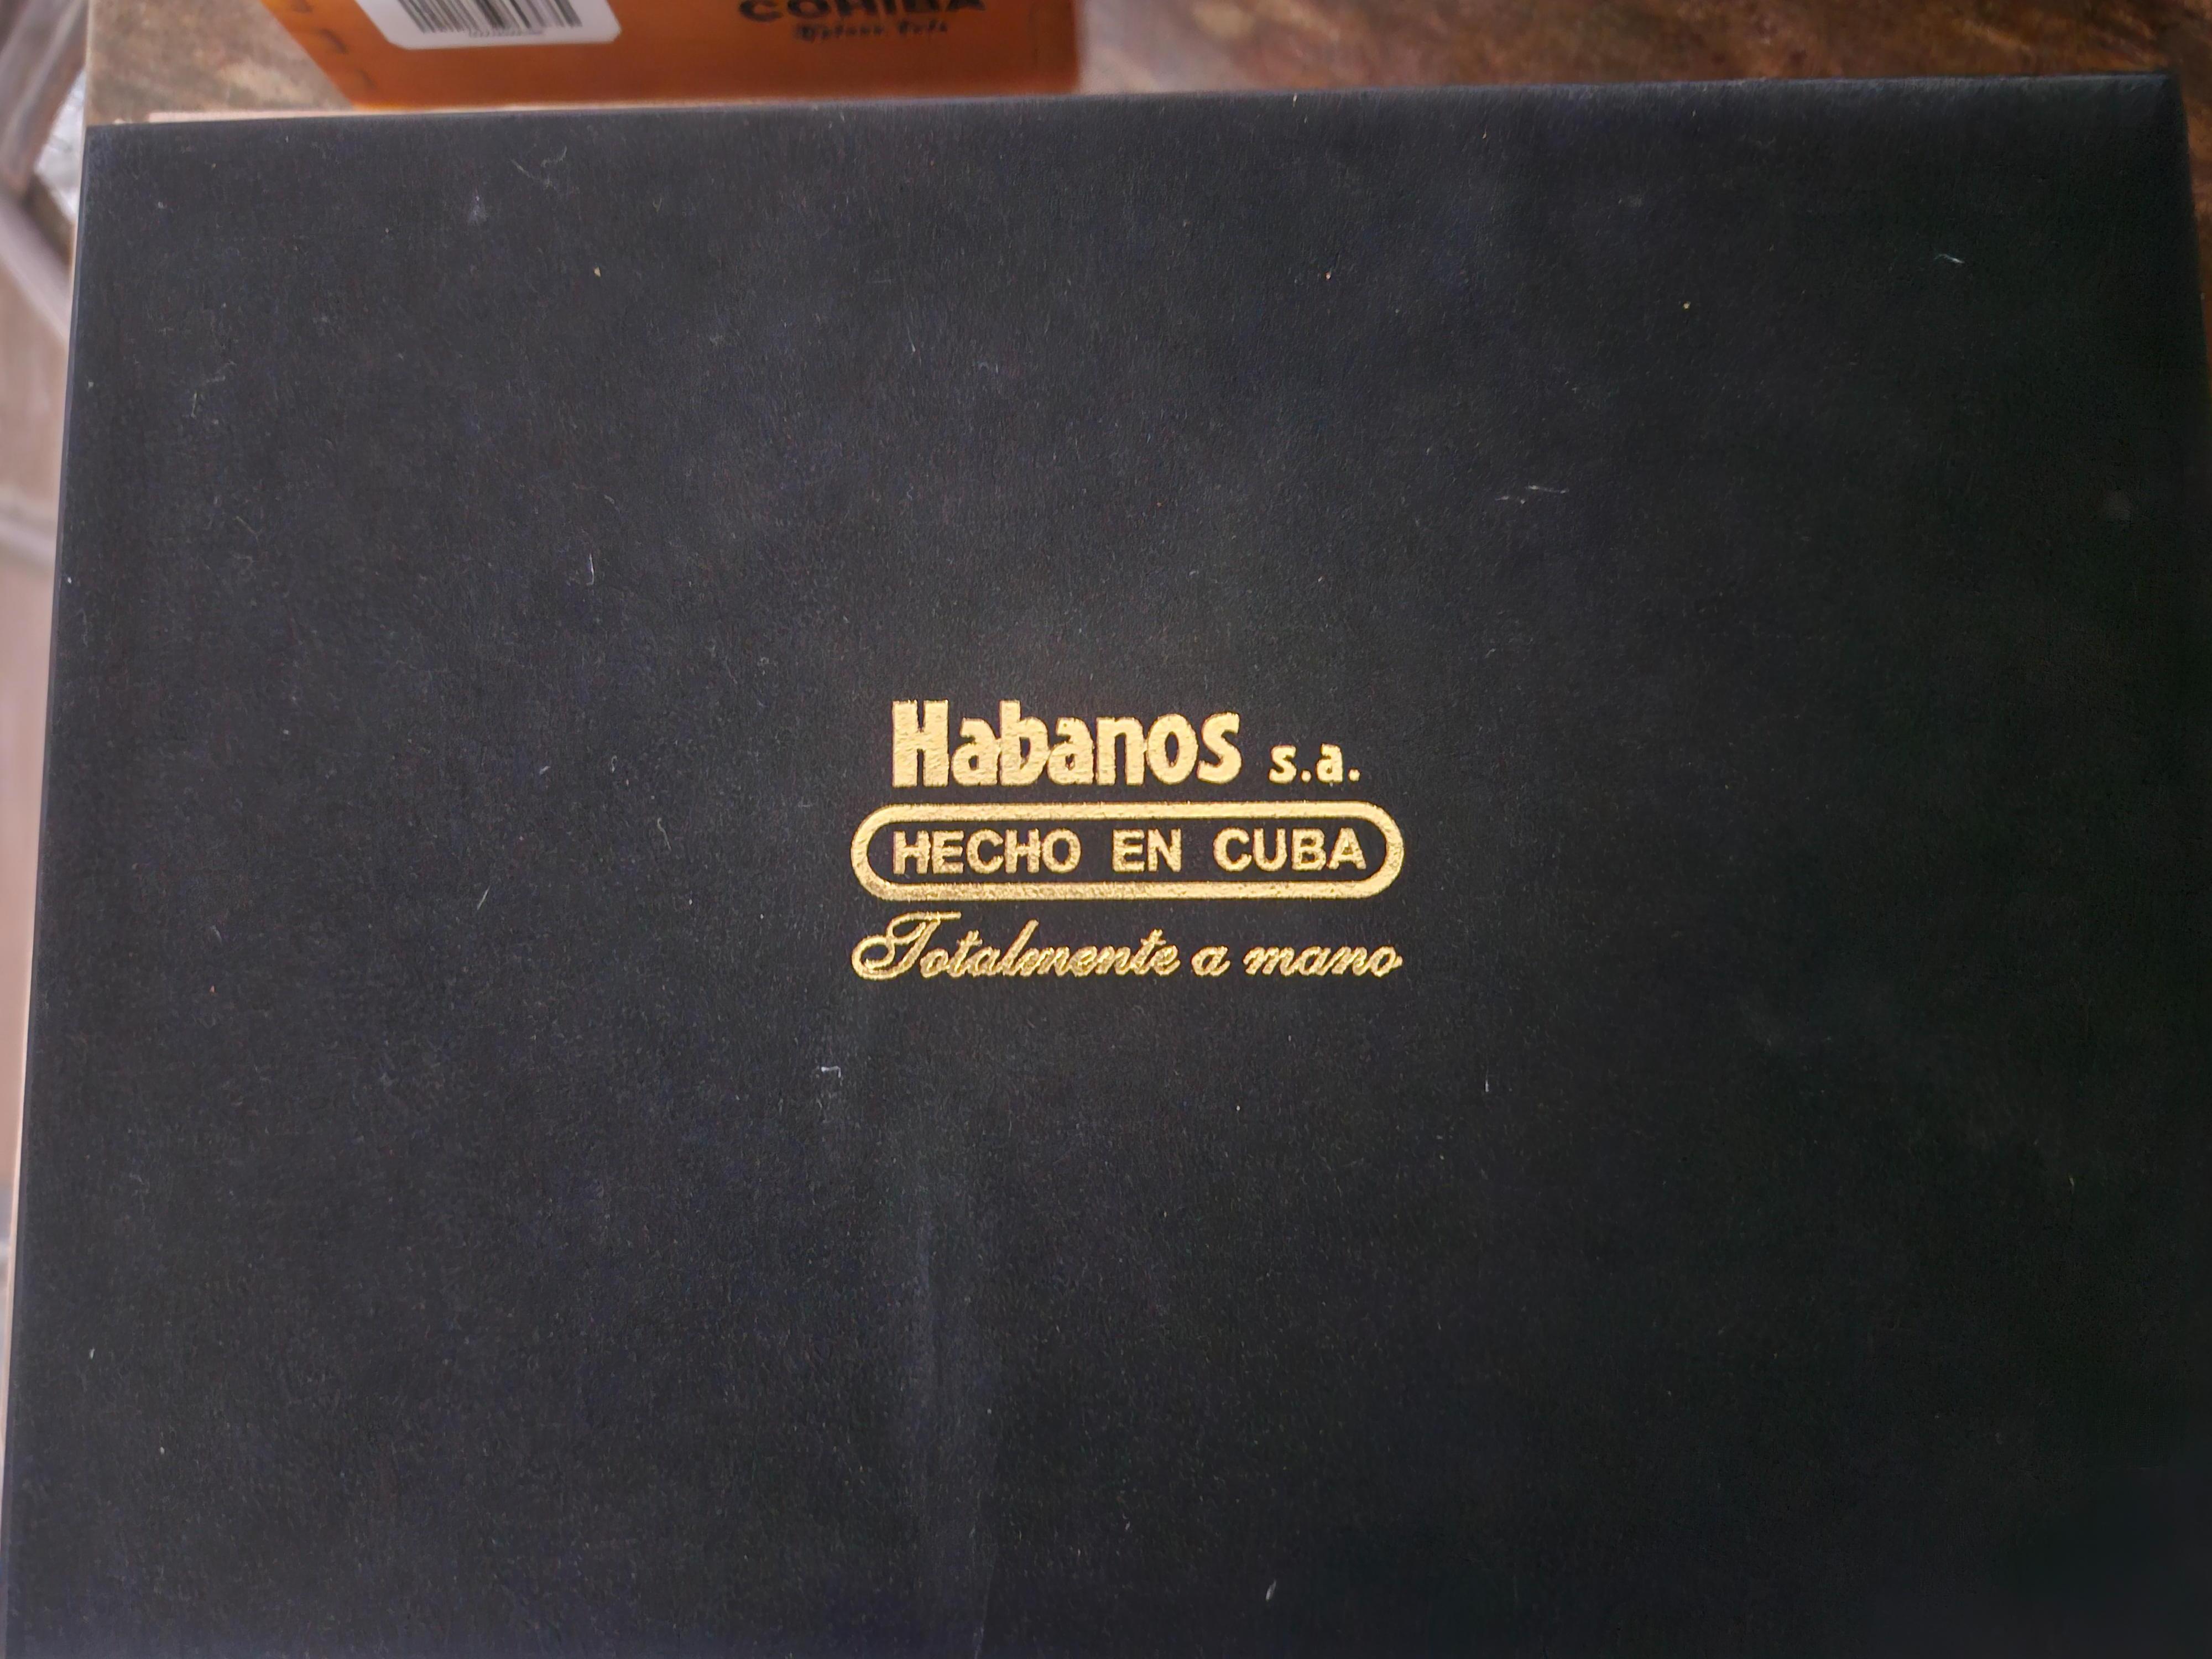 COHIBA
Habanos s.a.
HECHO EN CUBA
Totalmente a mano